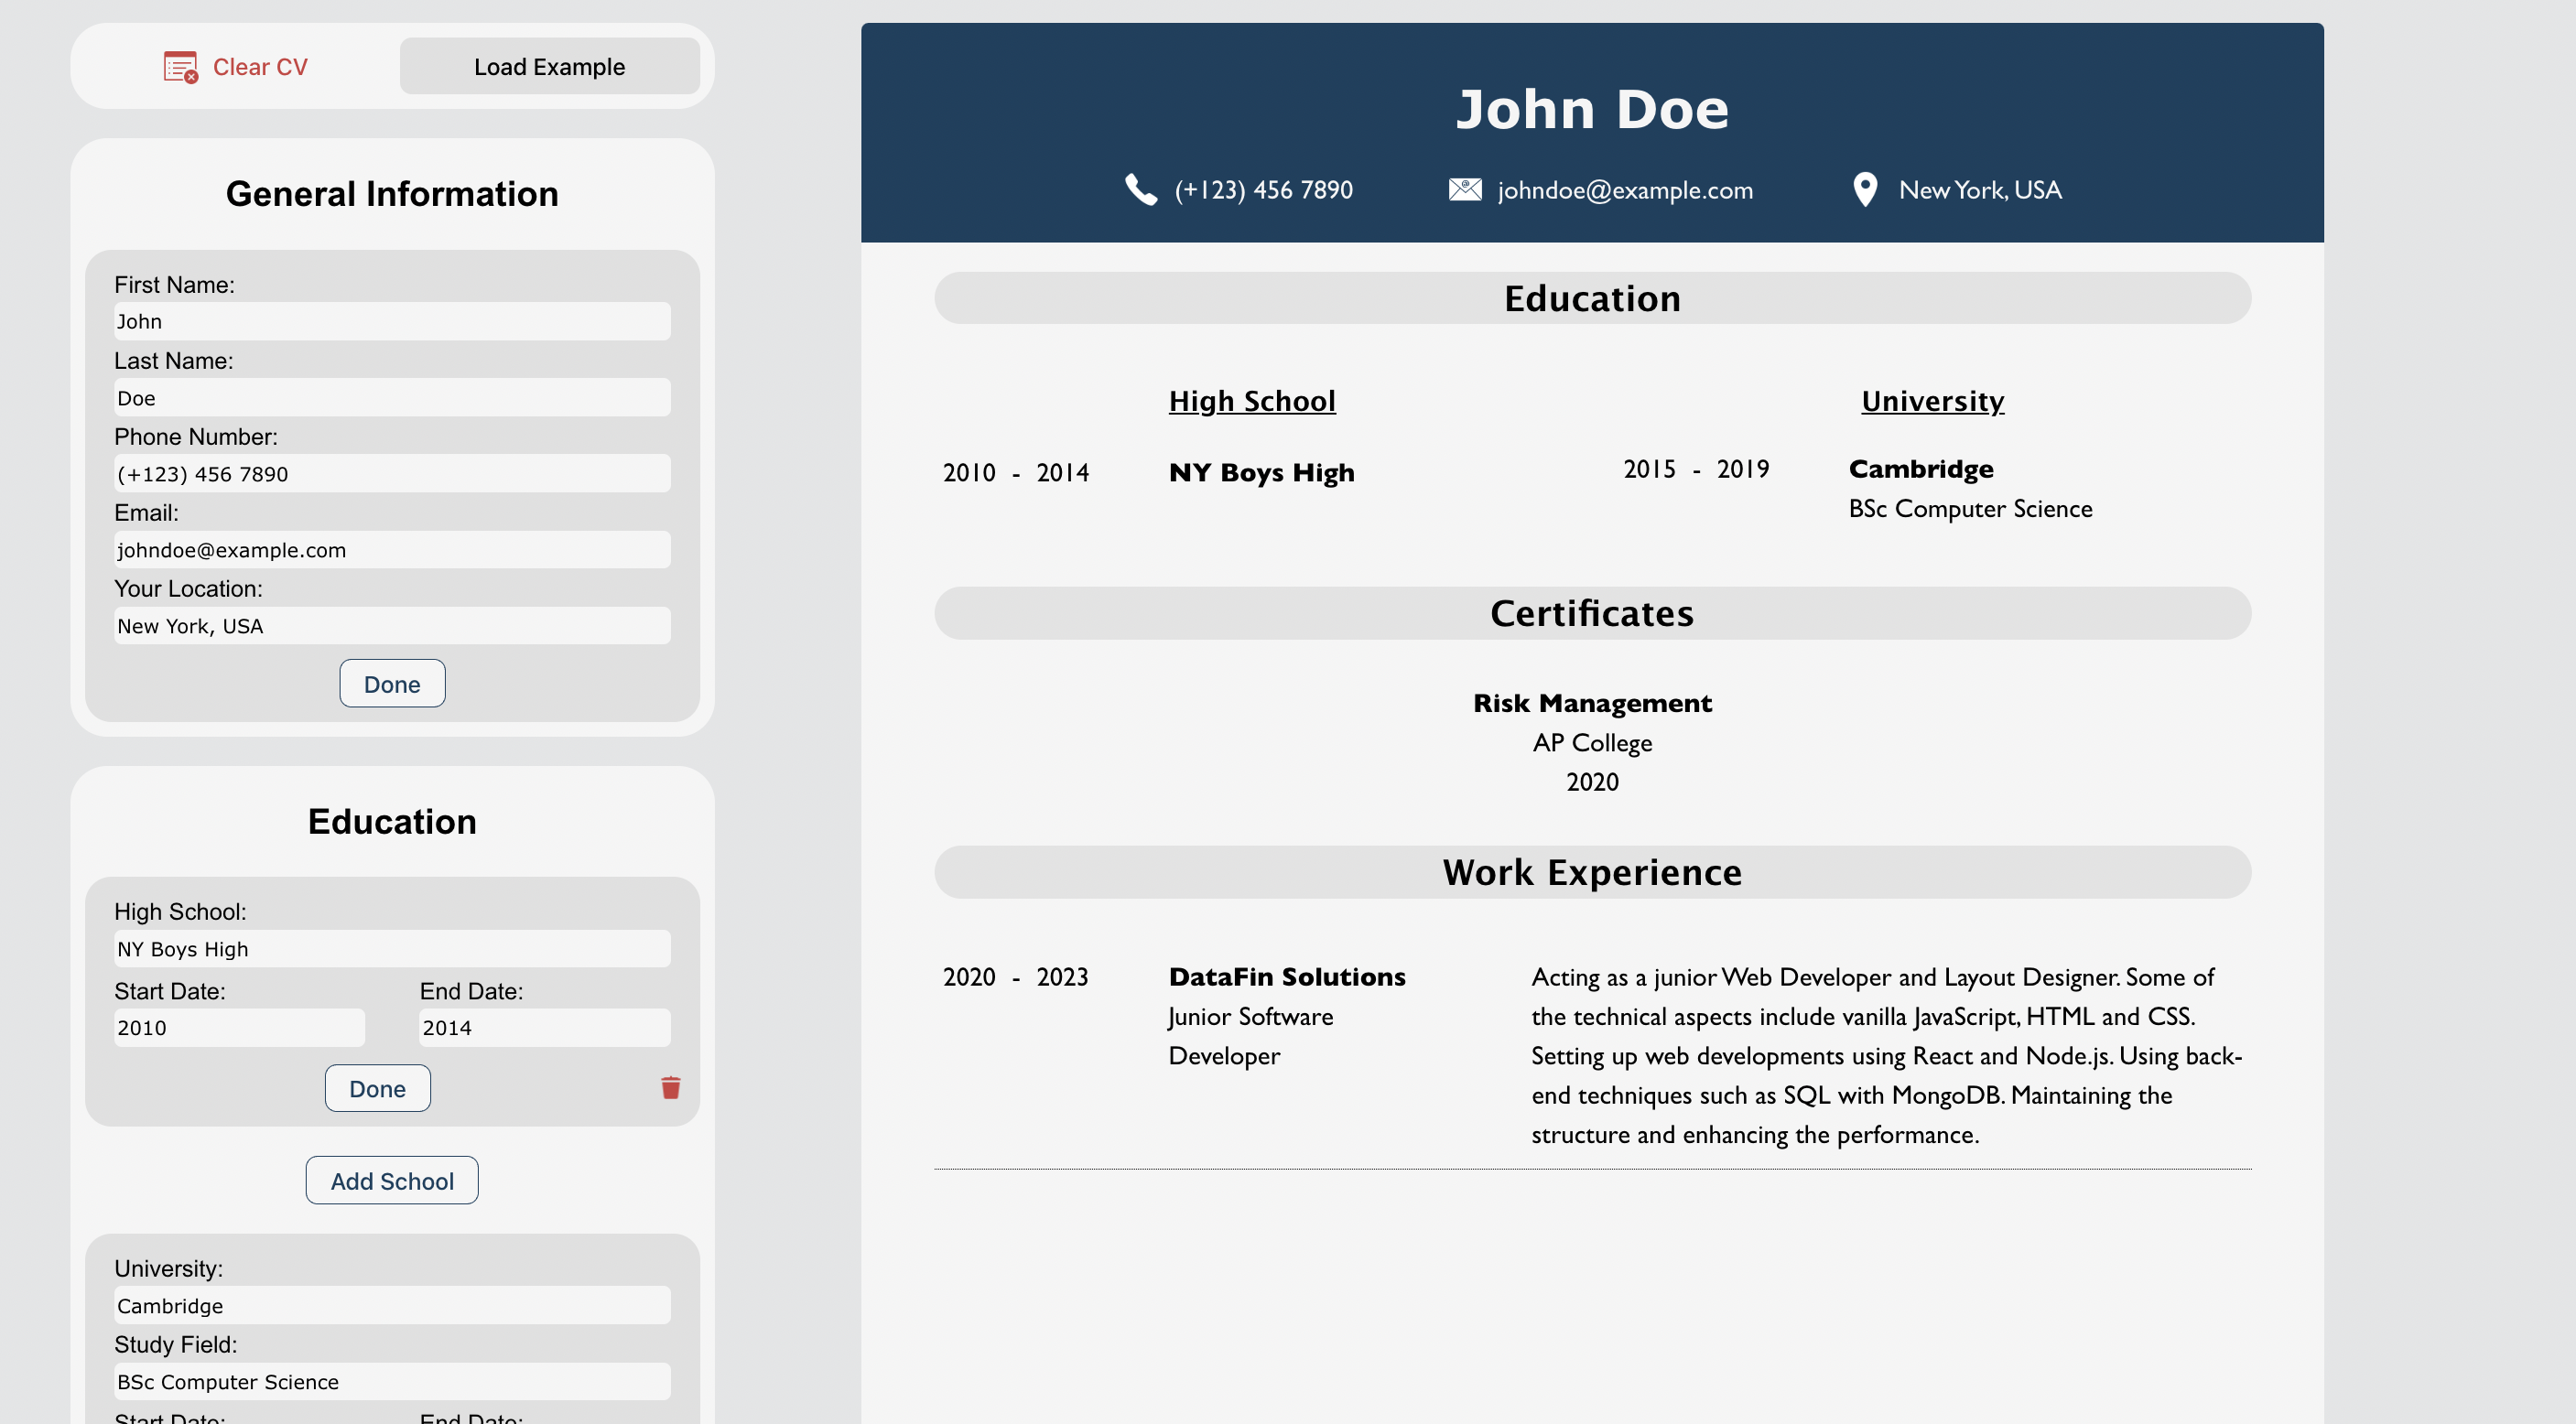 Clear CV
Load Example
General Information
First Name:
John
Last Name:
Doe
Phone Number:
(+123) 456 7890
Email:
johndoe@example.com
Your Location:
New York, USA
Done
Education
High School:
NY Boys High
Start Date: End Date:
2010 2014
Done
Add School
University:
Cambridge
Study Field:
BSc Computer Science
Start Date: End Date:
John Doe
(+123) 456 7890 johndoe@example.com New York, USA
Education
High School
2010 - 2014 NY Boys High
University
2015 - 2019 Cambridge
BSc Computer Science
Certificates
Risk Management
AP College
2020
Work Experience
2020 - 2023
DataFin Solutions
Junior Software
Developer
Acting as a junior Web Developer and Layout Designer. Some of
the technical aspects include vanilla JavaScript, HTML and CSS.
Setting up web developments using React and Node.js. Using back-
end techniques such as SQL with MongoDB. Maintaining the
structure and enhancing the performance.